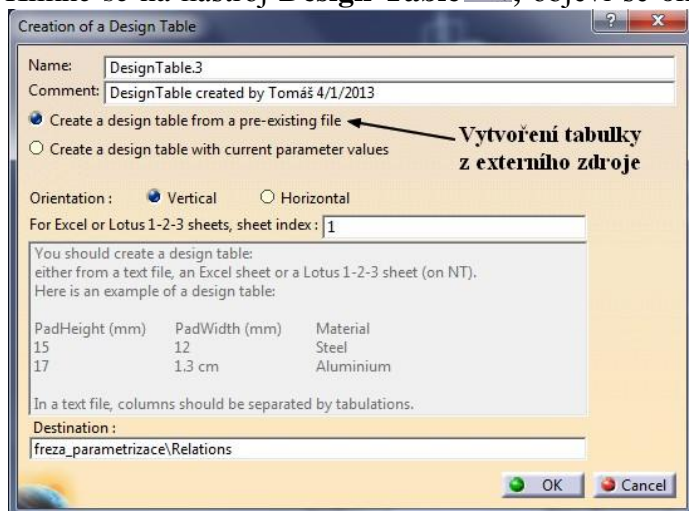 Design Table, objeví se
Creation of a Design Table
Name: DesignTable.3
Comment: DesignTable created by Tomáš 4/1/2013
Create a design table from a pre-existing file
Vytvoření tabulky
z externího zdroje
Create a design table with current parameter values
Orientation : Vertical Horizontal
For Excel or Lotus 1-2-3 sheets, sheet index : 1
You should create a design table:
either from a text file, an Excel sheet or a Lotus 1-2-3 sheet (on NT).
Here is an example of a design table:
PadHeight (mm) PadWidth (mm) Material
15 12 Steel
17 1.3 cm Aluminium
In a text file, columns should be separated by tabulations.
Destination :
freza_parametrizace\Relations
OK Cancel